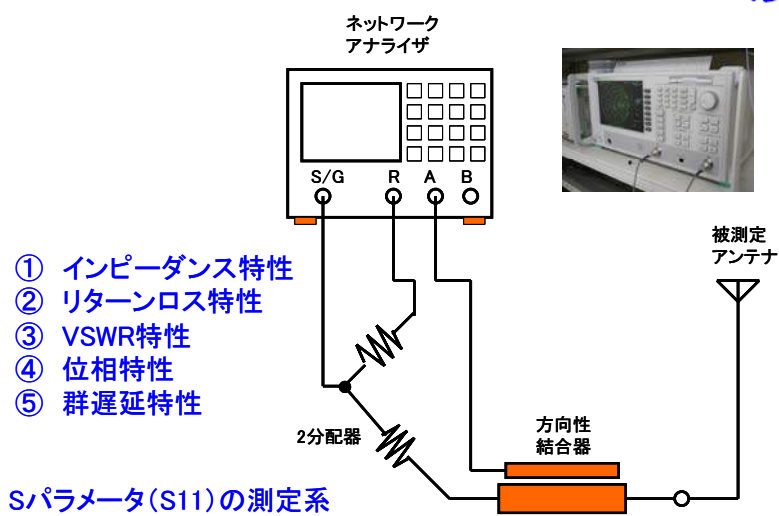 ネットワーク
アナライザ
S/G R A B
被測定
アンテナ
① インピーダンス特性
② リターンロス特性
③ VSWR特性
④ 位相特性
⑤ 群遅延特性
2分配器
方向性
結合器
Sパラメータ(S11)の測定系